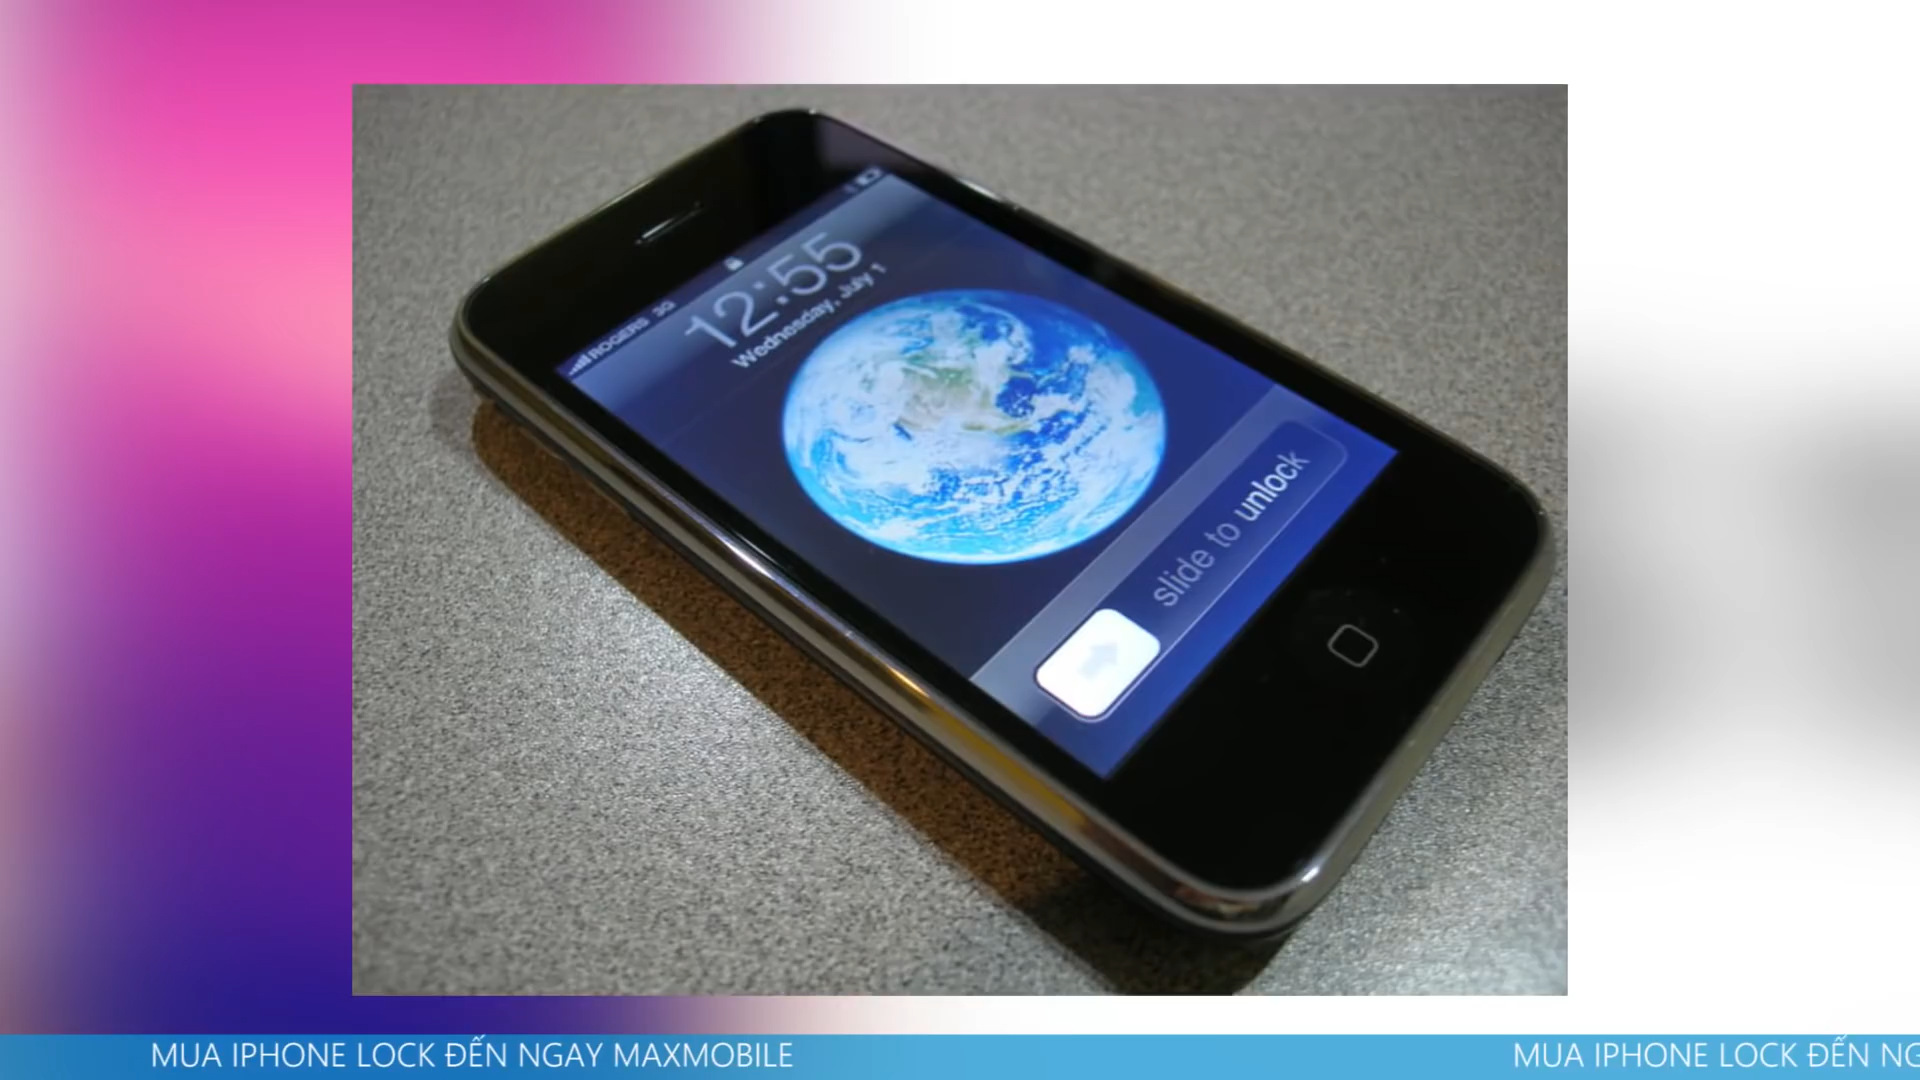 ROGERS 3G
12:55
Wednesday, July 1
slide to unlock
MUA IPHONE LOCK ĐẾN NGAY MAXMOBILE
MUA IPHONE LOCK ĐẾN